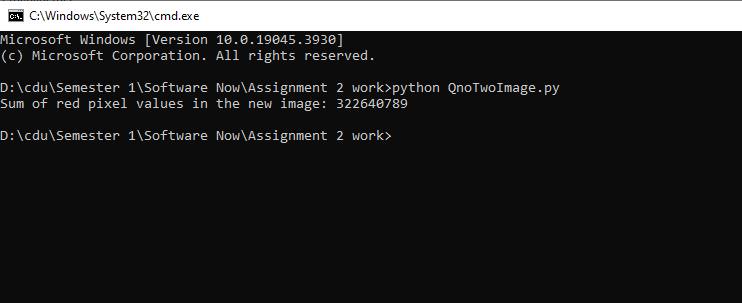 C:\Windows\System32\cmd.exe
Microsoft Windows [Version 10.0.19045.3930]
(c) Microsoft Corporation. All rights reserved.
D:\cdu\Semester 1\Software Now\Assignment 2 work>python QnoTwoImage.py
Sum of red pixel values in the new image: 322640789
D:\cdu\Semester 1\Software Now\Assignment 2 work>